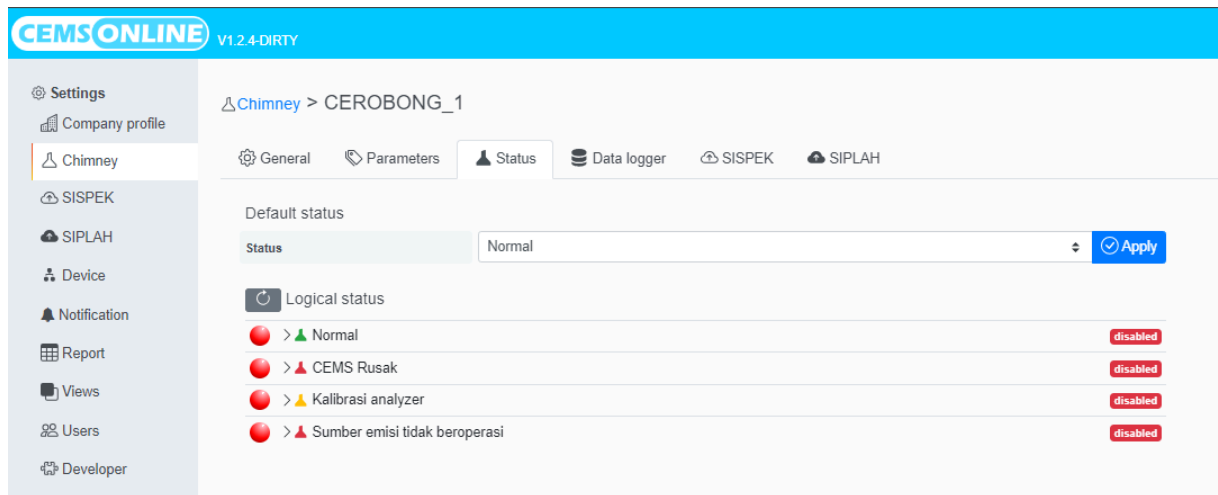 CEMSONLINE V1.2.4-DIRTY
Settings
Company profile
Chimney
SISPEK
SIPLAH
Device
Notification
Report
Views
Users
Developer
Chimney > CEROBONG_1
General Parameters Status Data logger SISPEK SIPLAH
Default status
Status Normal Apply
Logical status
Normal disabled
CEMS Rusak disabled
Kalibrasi analyzer disabled
Sumber emisi tidak beroperasi disabled